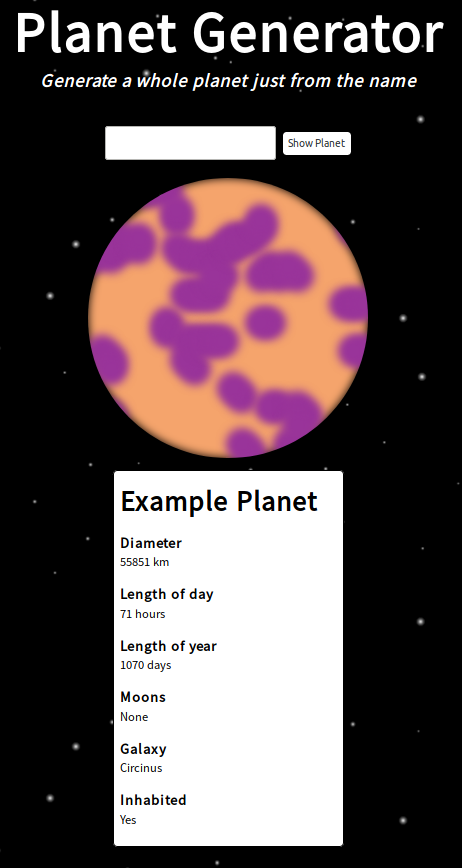 Planet Generator
Generate a whole planet just from the name
Show Planet
Example Planet
Diameter
55851 km
Length of day
71 hours
Length of year
1070 days
Moons
None
Galaxy
Circinus
Inhabited
Yes